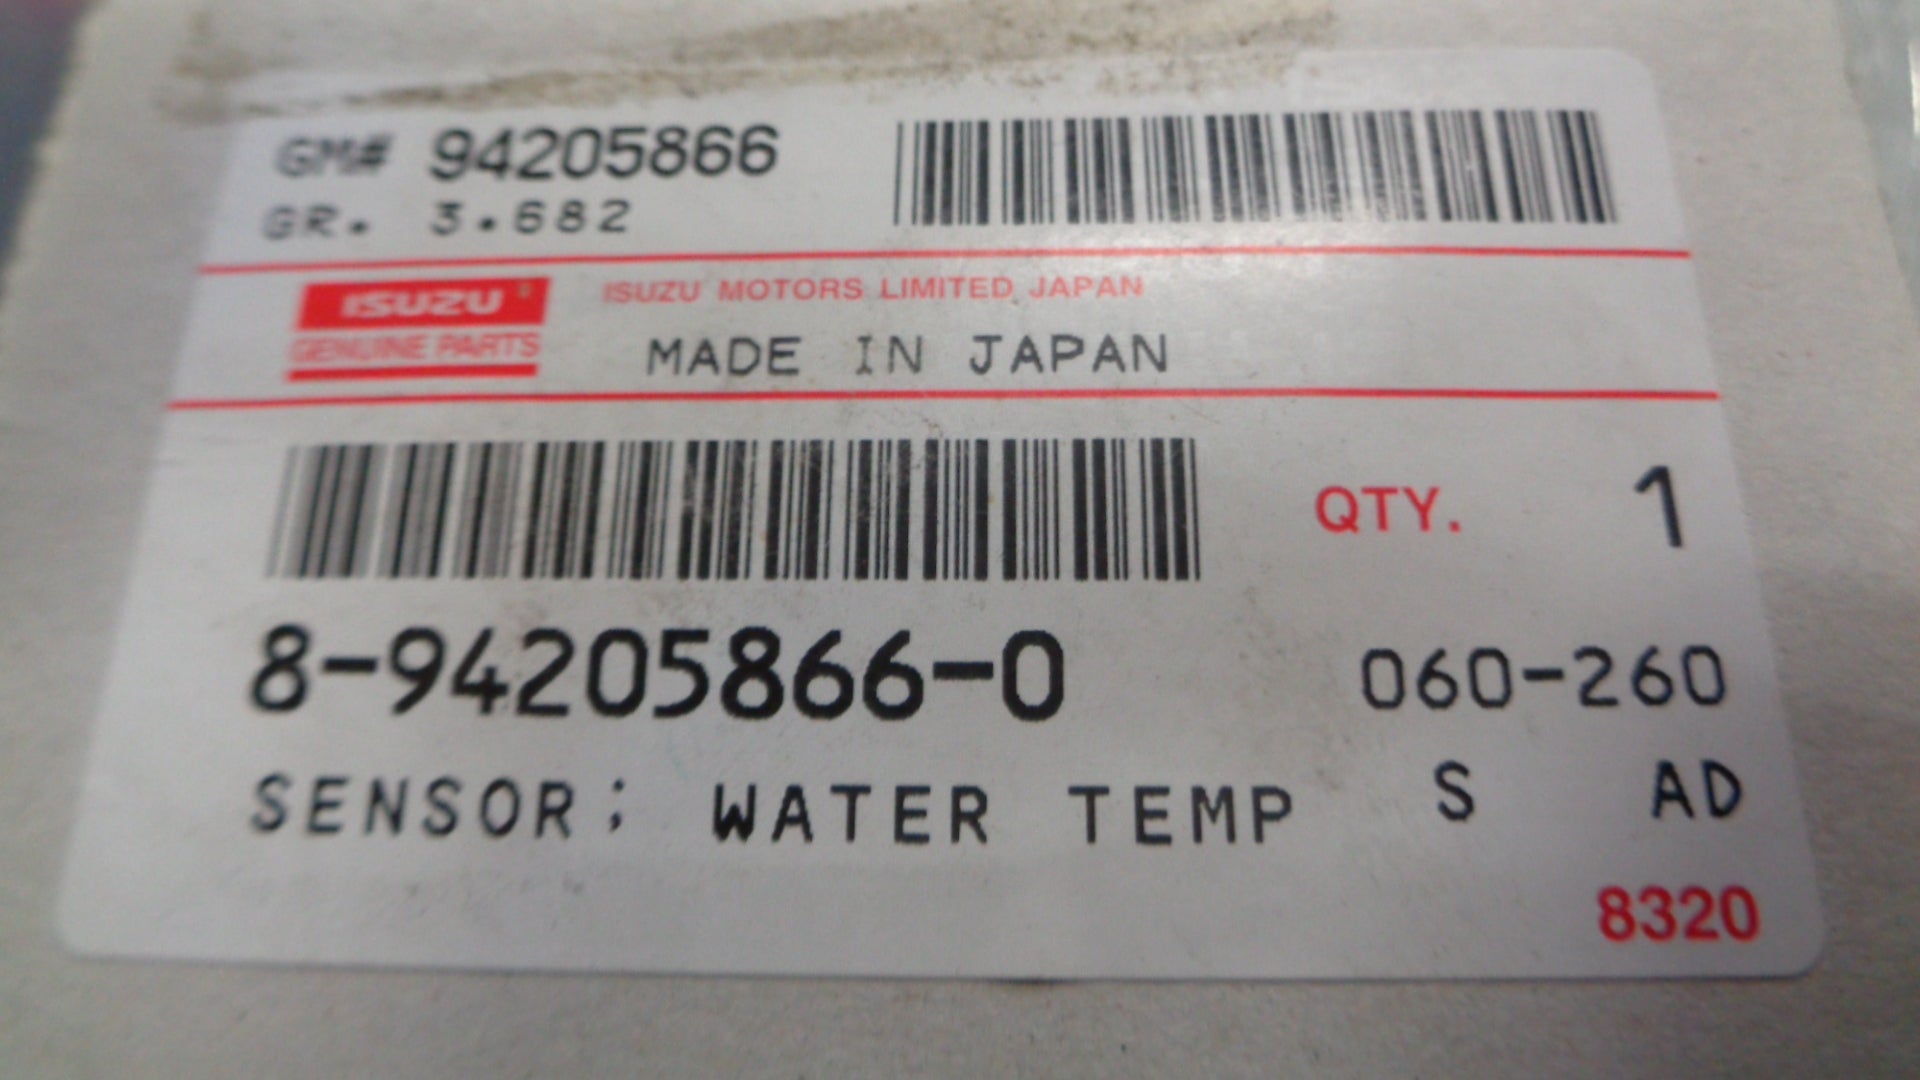 GM# 94205866
GR. 3.682
ISUZU
GENUINE PARTS
ISUZU MOTORS LIMITED JAPAN
MADE IN JAPAN
QTY. 1
8-94205866-0 060-260
SENSOR; WATER TEMP S AD
8320